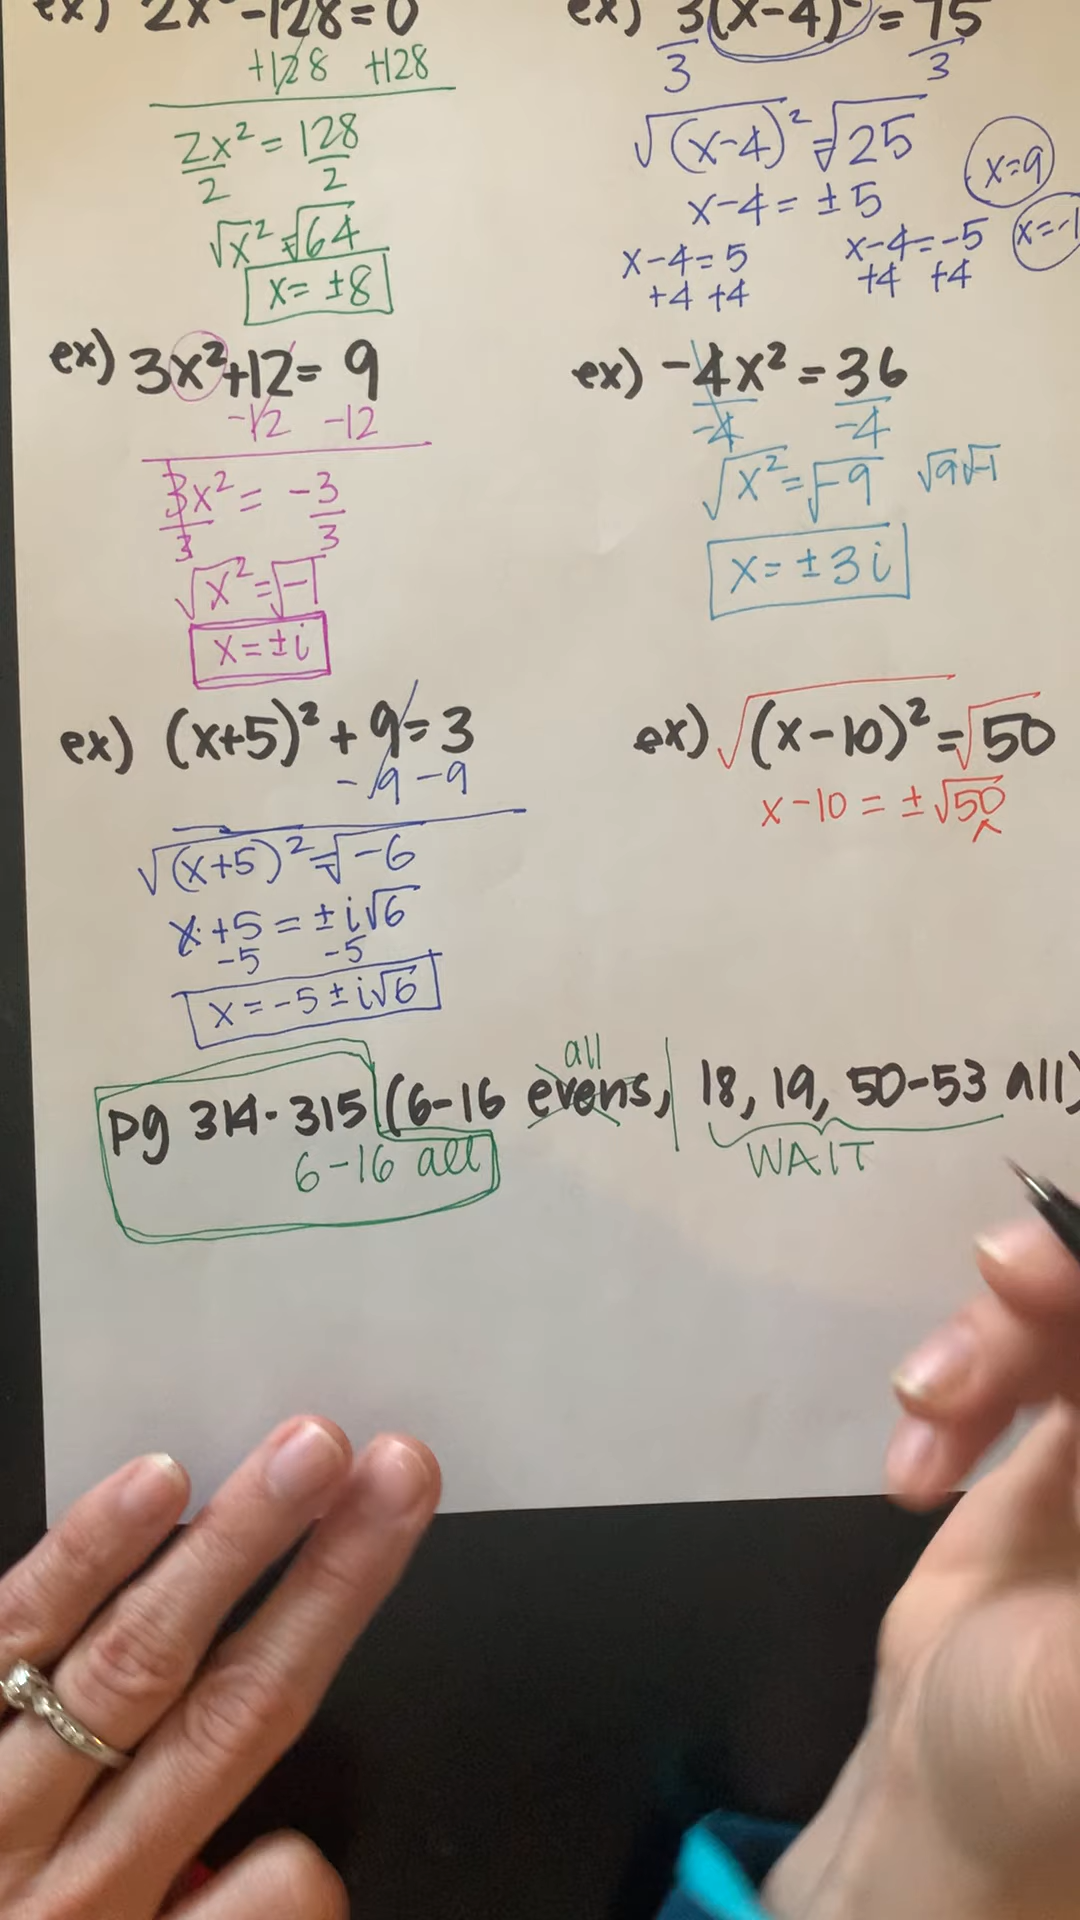 ex) 2x² -128=0
+128 +128
2x² = 128
2 2
√x² = √64
x= ±8
ex) 3(x-4)² = 75
3 3
√(x-4)² = √25
x-4= ±5
x-4=5 x-4=-5
+4 +4 +4 +4
x=9
x=-1
ex) 3x²+12= 9
-12 -12
3x² = -3
3 3
√x² = √-1
x=±i
ex) -4x² = 36
-4 -4
√x² = √-9 √9 √-1
x= ±3i
ex) (x+5)² + 9=3
-9 -9
√(x+5)² = √-6
x+5 = ±i√6
-5 -5
x=-5±i√6
ex) √(x-10)² = √50
x-10 = ±√50
all
pg 314-315 (6-16 evens, 18, 19, 50-53 all)
6-16 all WAIT